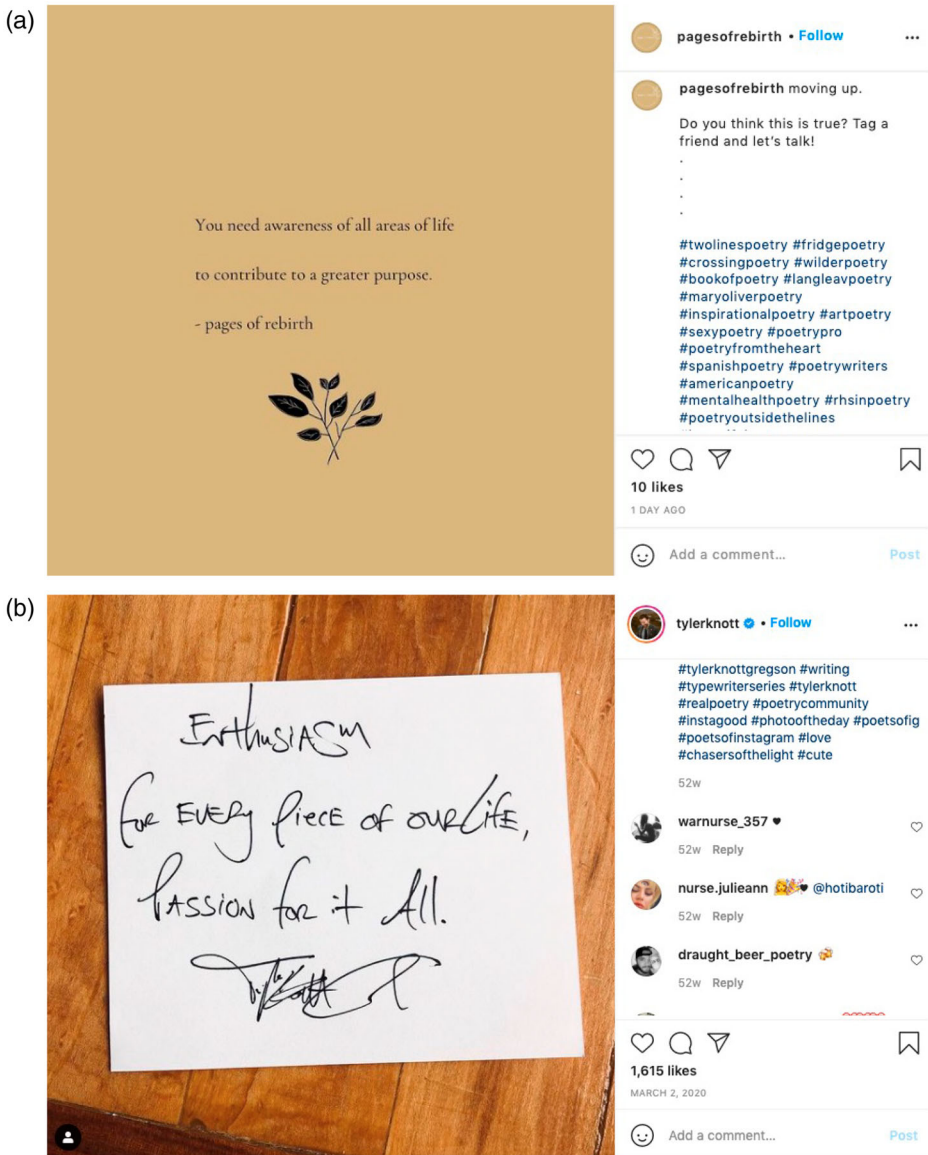 (a)
You need awareness of all areas of life
to contribute to a greater purpose.
- pages of rebirth
pagesofrebirth • Follow
pagesofrebirth moving up.
Do you think this is true? Tag a
friend and let's talk!
.
.
.
.
#twolinespoetry #fridgepoetry
#crossingpoetry #wilderpoetry
#bookofpoetry #langleavpoetry
#maryoliverpoetry
#inspirationalpoetry #artpoetry
#sexypoetry #poetrypro
#poetryfromtheheart
#spanishpoetry #poetrywriters
#americanpoetry
#mentalhealthpoetry #rhsinpoetry
#poetryoutsidethelines
10 likes
1 DAY AGO
Add a comment...
Post
(b)
Enthusiasm
for every piece of our life,
Passion for it All.
tylerknott • Follow
#tylerknottgregson #writing
#typewriterseries #tylerknott
#realpoetry #poetrycommunity
#instagood #photooftheday #poetsofig
#poetsofinstagram #love
#chasersofthelight #cute
52w
warnurse_357 ♥
52w Reply
nurse.julieann @hotibaroti
52w Reply
draught_beer_poetry
52w Reply
1,615 likes
MARCH 2, 2020
Add a comment...
Post